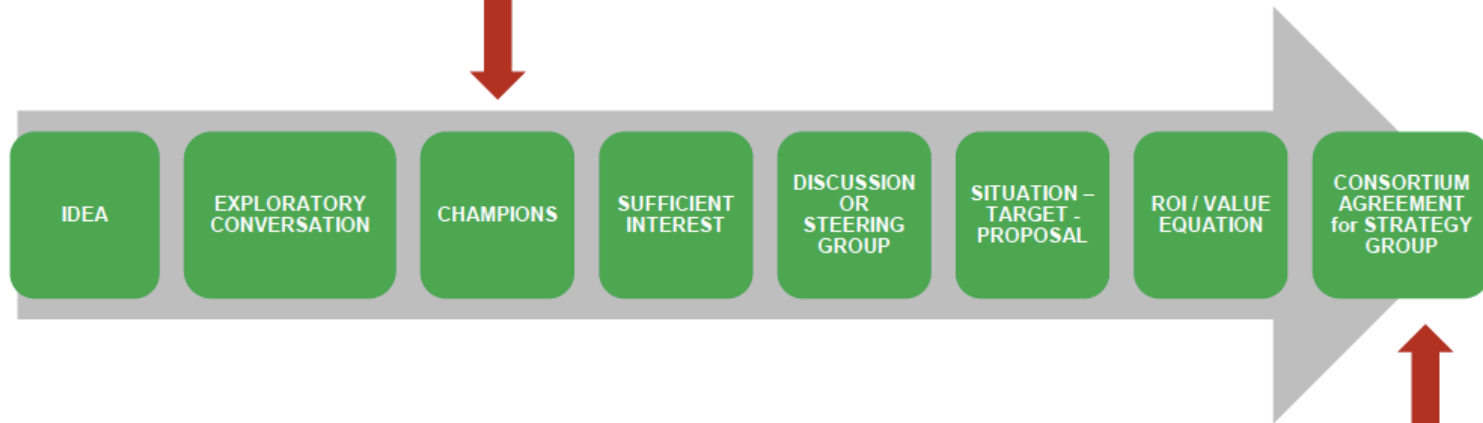 IDEA
EXPLORATORY
CONVERSATION
CHAMPIONS
SUFFICIENT
INTEREST
DISCUSSION
OR
STEERING
GROUP
SITUATION –
TARGET -
PROPOSAL
ROI / VALUE
EQUATION
CONSORTIUM
AGREEMENT
for STRATEGY
GROUP